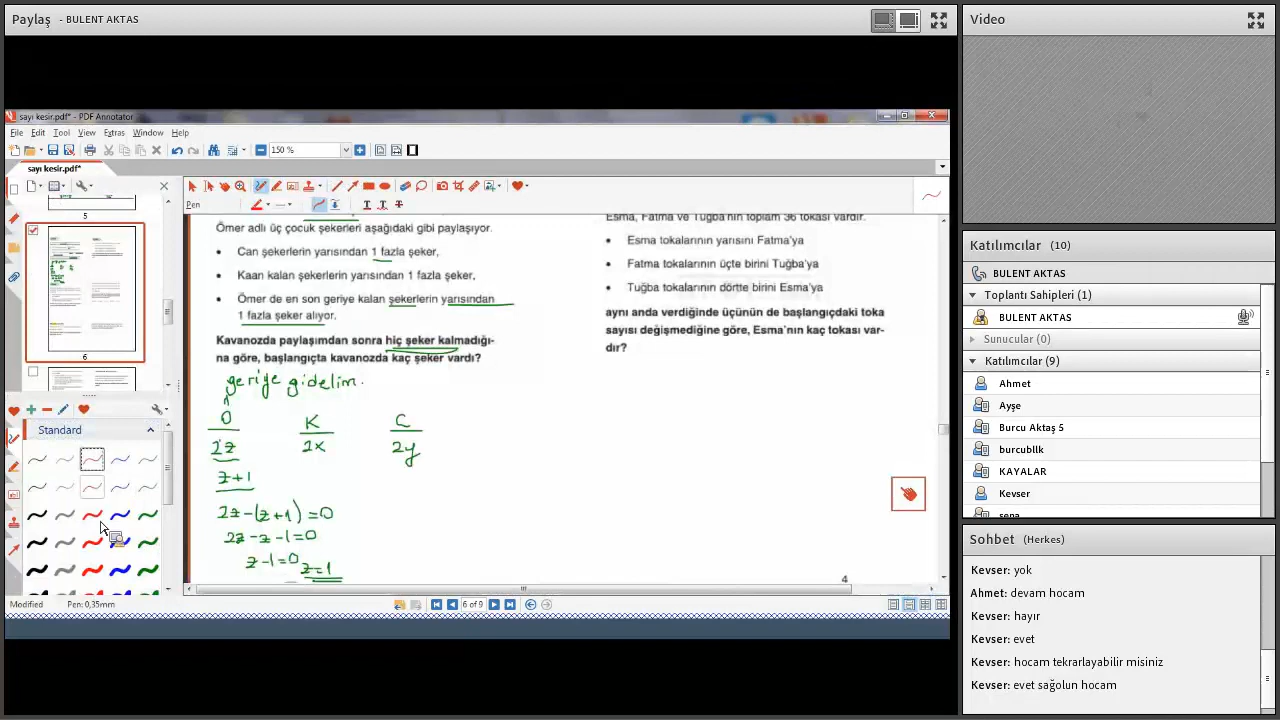 Paylaş - BULENT AKTAS
sayı kesir.pdf* - PDF Annotator
File Edit Tool View Extras Window Help
150 %
sayı kesir.pdf*
Pen
5
6
Standard
Ömer adlı üç çocuk şekerleri aşağıdaki gibi paylaşıyor.
• Can şekerlerin yarısından 1 fazla şeker,
• Kaan kalan şekerlerin yarısından 1 fazla şeker,
• Ömer de en son geriye kalan şekerlerin yarısından
1 fazla şeker alıyor.
Kavanozda paylaşımdan sonra hiç şeker kalmadığı-
na göre, başlangıçta kavanozda kaç şeker vardı?
geriye gidelim.
Ö K C
2z 2x 2y
z+1
2z-(z+1)=0
2z-z-1=0
z-1=0 z=1
Esma, Fatma ve Tuğba'nın toplam 36 tokası vardır.
• Esma tokalarının yarısını Fatma'ya
• Fatma tokalarının üçte birini Tuğba'ya
• Tuğba tokalarının dörtte birini Esma'ya
aynı anda verdiğinde üçünün de başlangıçdaki toka
sayısı değişmediğine göre, Esma'nın kaç tokası var-
dır?
4
Modified Pen: 0,35mm
6 of 9
Video
Katılımcılar (10)
BULENT AKTAS
Toplantı Sahipleri (1)
BULENT AKTAS
Sunucular (0)
Katılımcılar (9)
Ahmet
Ayşe
Burcu Aktaş 5
burcubllk
KAYALAR
Kevser
sena
Sohbet (Herkes)
Kevser: yok
Ahmet: devam hocam
Kevser: hayır
Kevser: evet
Kevser: hocam tekrarlayabilir misiniz
Kevser: evet sağolun hocam